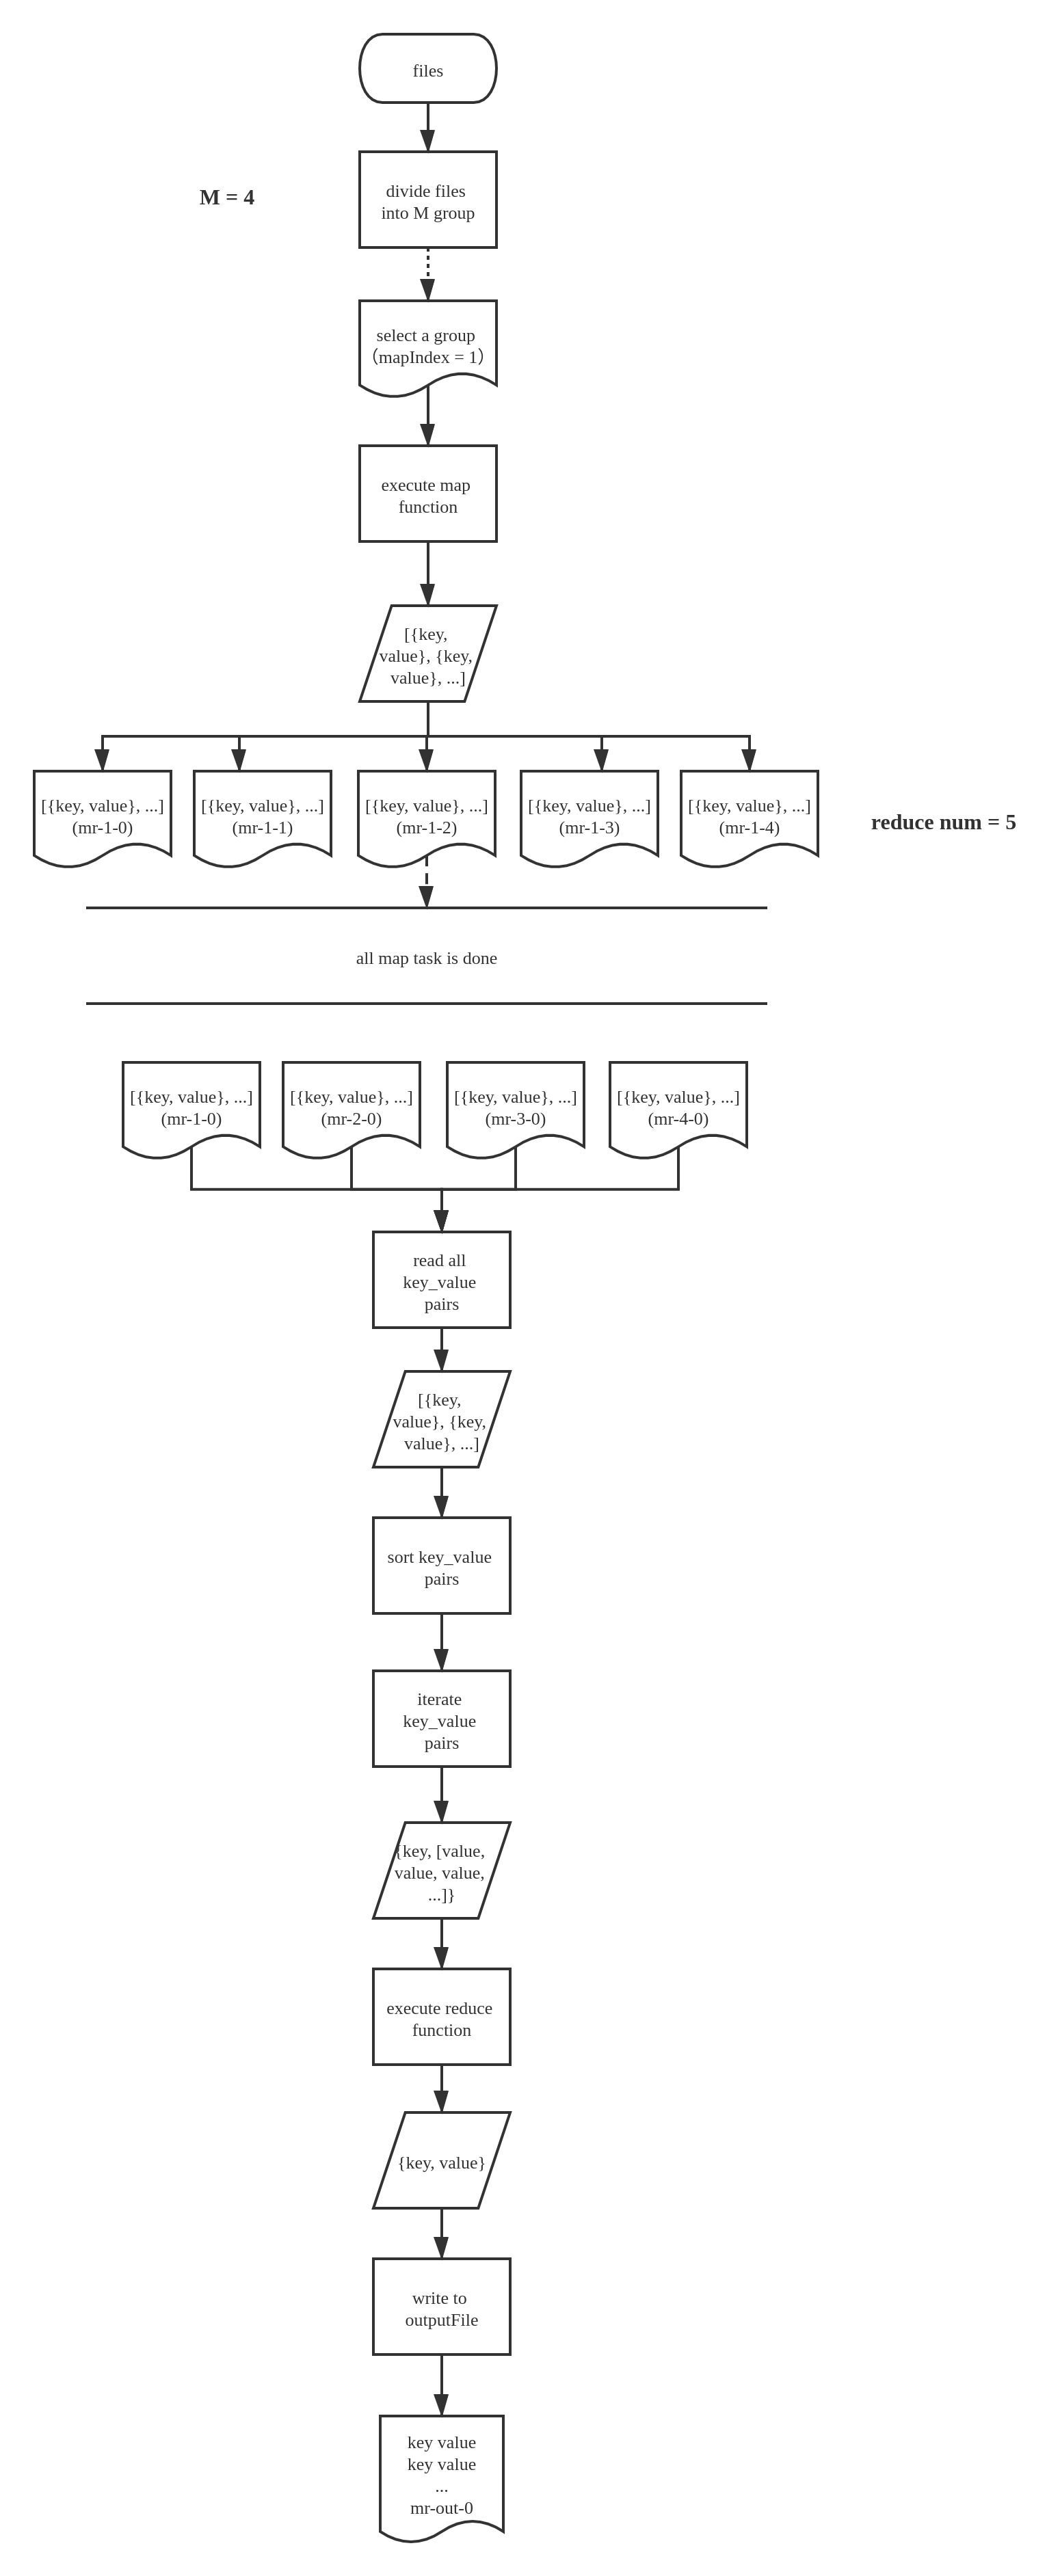 files
M = 4
divide files
into M group
select a group
（mapIndex = 1）
execute map
function
[{key,
value}, {key,
value}, ...]
[{key, value}, ...]
(mr-1-0)
[{key, value}, ...]
(mr-1-1)
[{key, value}, ...]
(mr-1-2)
[{key, value}, ...]
(mr-1-3)
[{key, value}, ...]
(mr-1-4)
reduce num = 5
all map task is done
[{key, value}, ...]
(mr-1-0)
[{key, value}, ...]
(mr-2-0)
[{key, value}, ...]
(mr-3-0)
[{key, value}, ...]
(mr-4-0)
read all
key_value
pairs
[{key,
value}, {key,
value}, ...]
sort key_value
pairs
iterate
key_value
pairs
{key, [value,
value, value,
...]}
execute reduce
function
{key, value}
write to
outputFile
key value
key value
...
mr-out-0